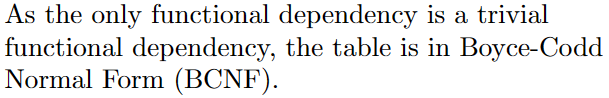 As the only functional dependency is a trivial
functional dependency, the table is in Boyce-Codd
Normal Form (BCNF).